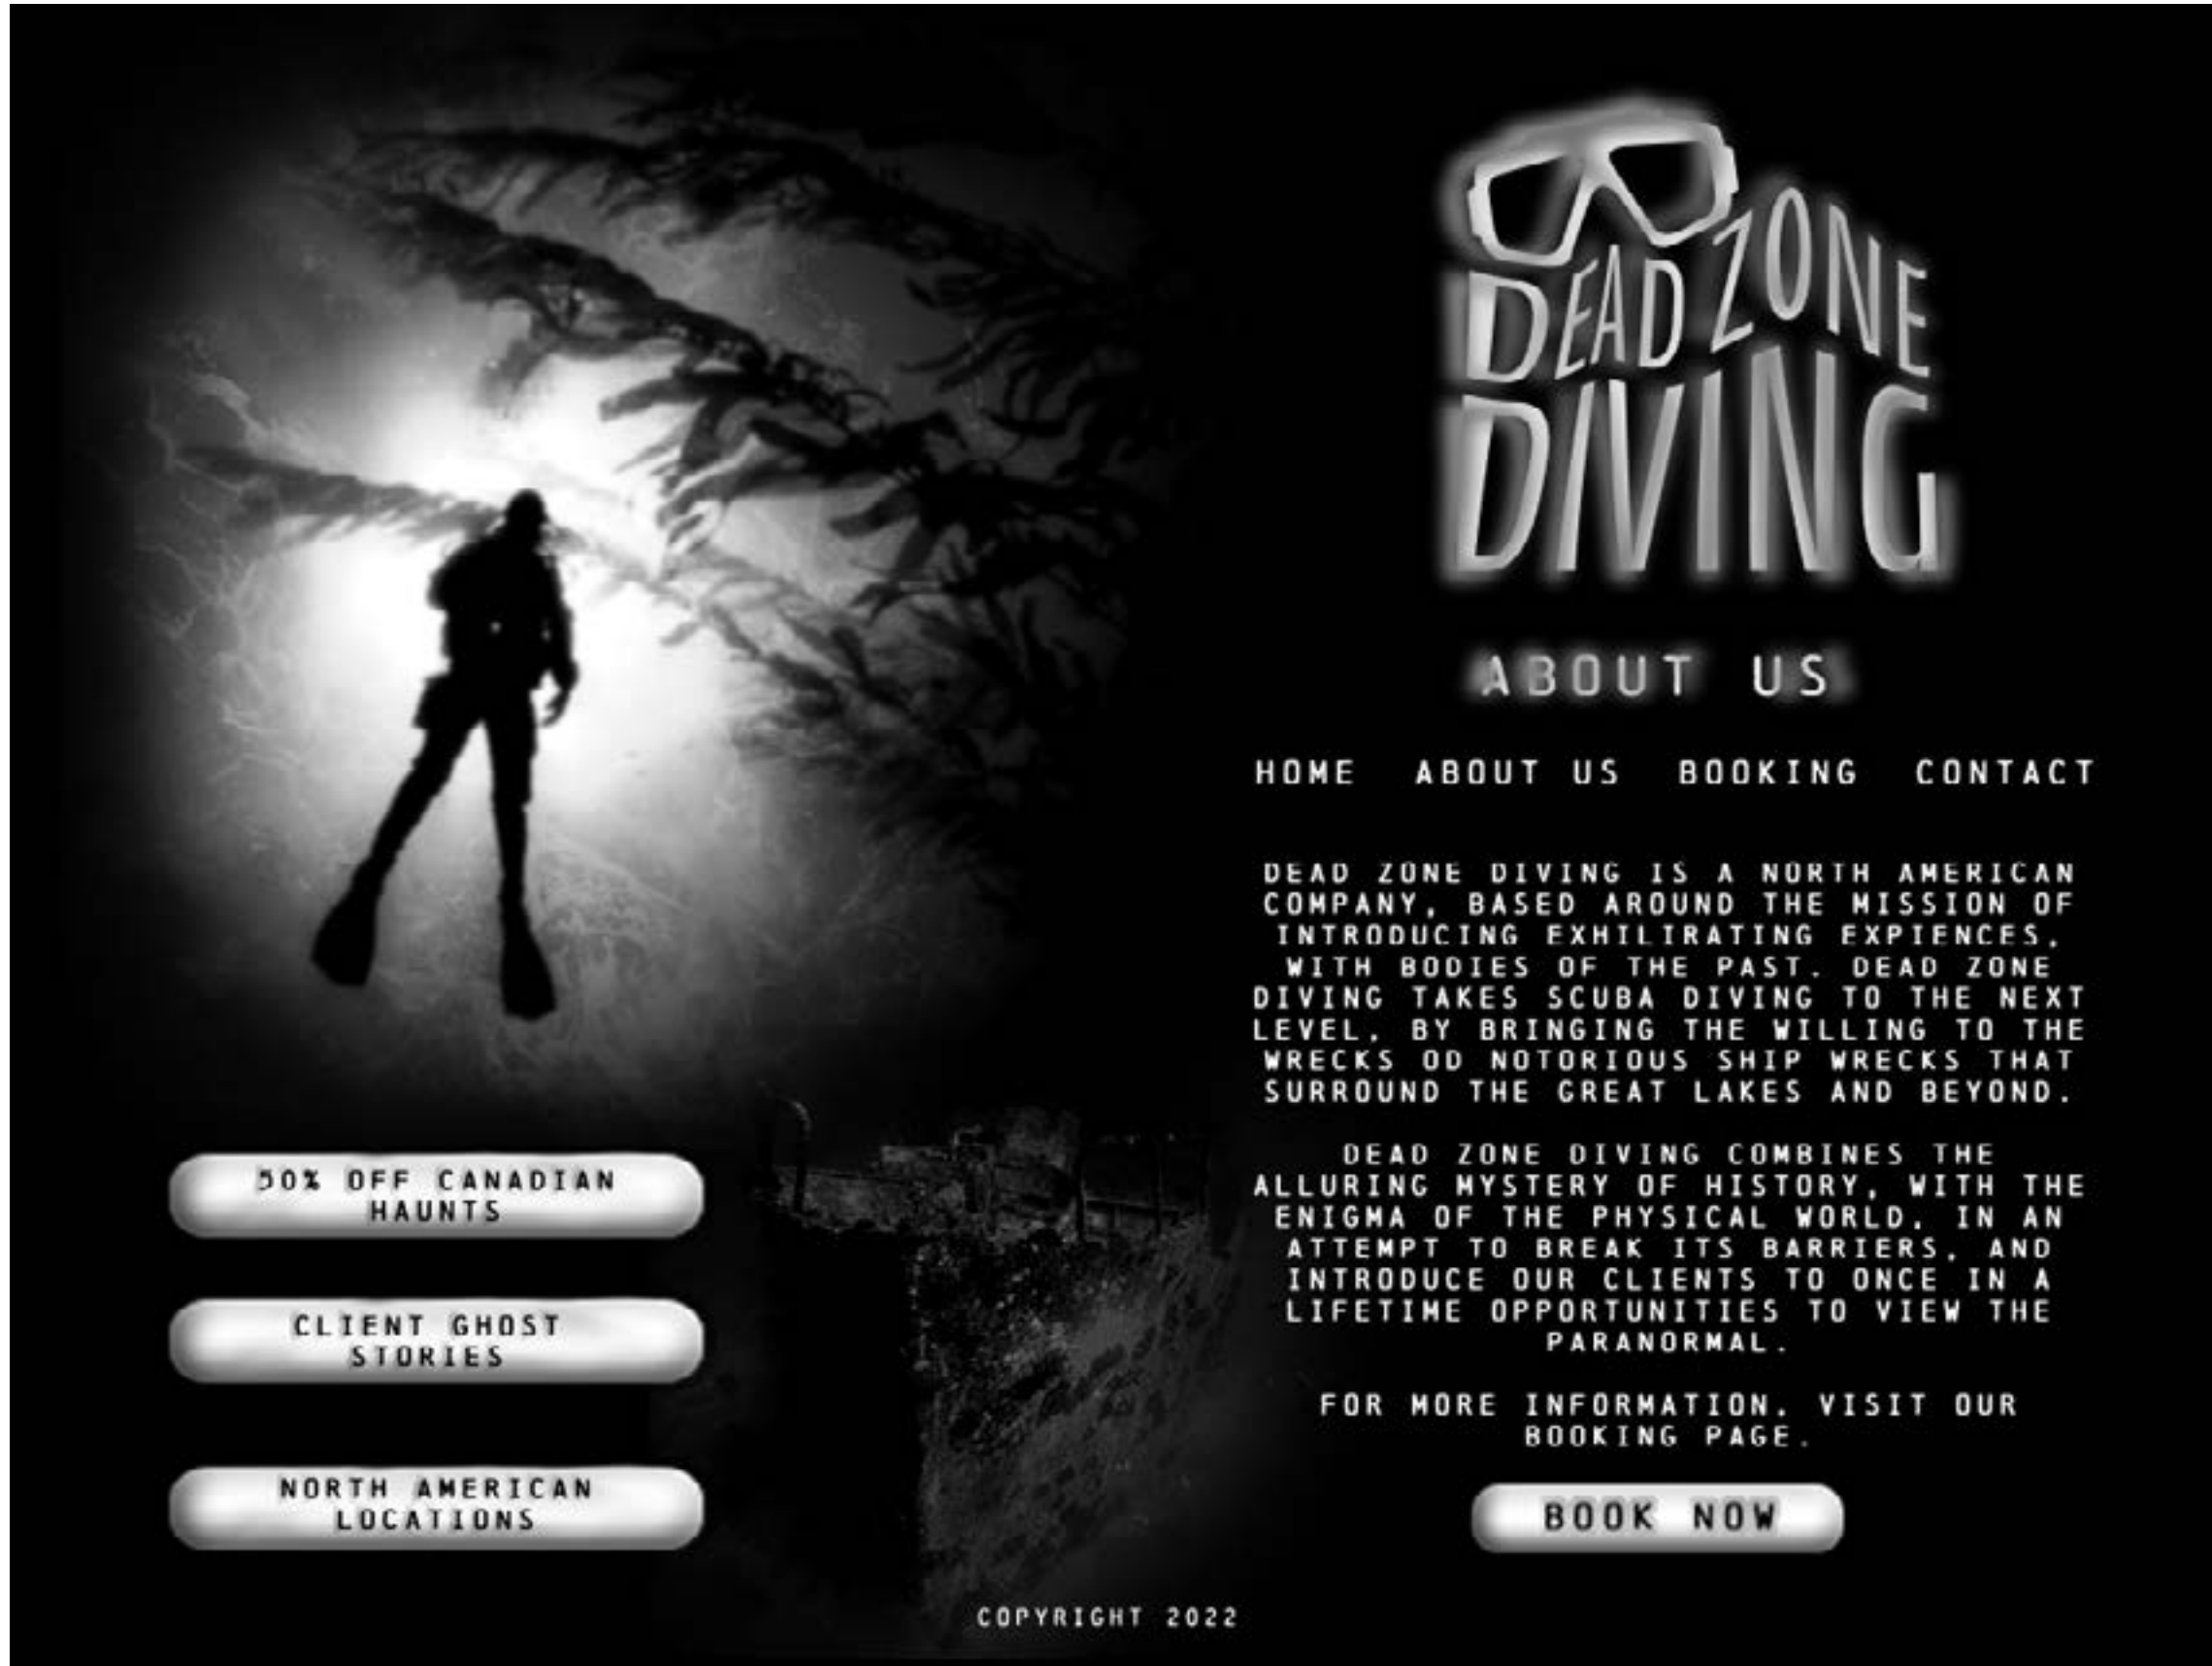 DEAD ZONE
DIVING
ABOUT US
HOME ABOUT US BOOKING CONTACT
DEAD ZONE DIVING IS A NORTH AMERICAN
COMPANY, BASED AROUND THE MISSION OF
INTRODUCING EXHILIRATING EXPIENCES,
WITH BODIES OF THE PAST. DEAD ZONE
DIVING TAKES SCUBA DIVING TO THE NEXT
LEVEL, BY BRINGING THE WILLING TO THE
WRECKS OD NOTORIOUS SHIP WRECKS THAT
SURROUND THE GREAT LAKES AND BEYOND.
DEAD ZONE DIVING COMBINES THE
ALLURING MYSTERY OF HISTORY, WITH THE
ENIGMA OF THE PHYSICAL WORLD, IN AN
ATTEMPT TO BREAK ITS BARRIERS, AND
INTRODUCE OUR CLIENTS TO ONCE IN A
LIFETIME OPPORTUNITIES TO VIEW THE
PARANORMAL.
FOR MORE INFORMATION, VISIT OUR
BOOKING PAGE.
BOOK NOW
50% OFF CANADIAN
HAUNTS
CLIENT GHOST
STORIES
NORTH AMERICAN
LOCATIONS
COPYRIGHT 2022